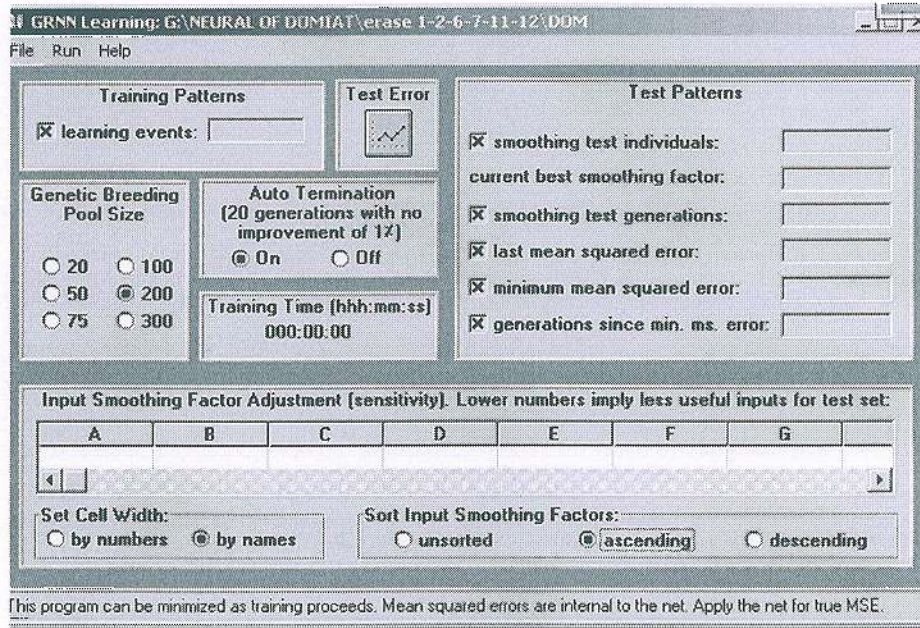 GRNN Learning: G:\NEURAL OF DOMIAT\erase 1-2-6-7-11-12\DOM
File Run Help
Training Patterns
learning events:
Test Error
Test Patterns
smoothing test individuals:
current best smoothing factor:
smoothing test generations:
last mean squared error:
minimum mean squared error:
generations since min. ms. error:
Genetic Breeding
Pool Size
20 100
50 200
75 300
Auto Termination
(20 generations with no
improvement of 1%)
On Off
Training Time (hhh:mm:ss)
000:00:00
Input Smoothing Factor Adjustment (sensitivity). Lower numbers imply less useful inputs for test set:
A B C D E F G
Set Cell Width:
by numbers by names
Sort Input Smoothing Factors:
unsorted ascending descending
This program can be minimized as training proceeds. Mean squared errors are internal to the net. Apply the net for true MSE.